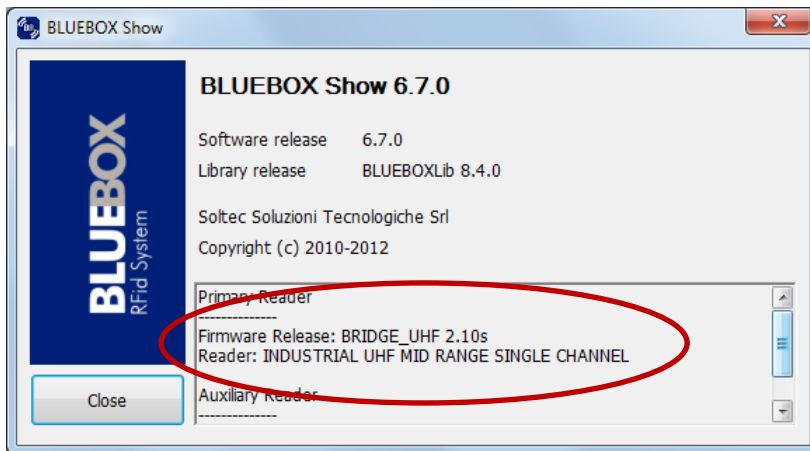 BLUEBOX Show
BLUEBOX Show 6.7.0
Software release 6.7.0
Library release BLUEBOXLib 8.4.0
Soltec Soluzioni Tecnologiche Srl
Copyright (c) 2010-2012
BLUEBOX
RFid System
Primary Reader
--------------
Firmware Release: BRIDGE_UHF 2.10s
Reader: INDUSTRIAL UHF MID RANGE SINGLE CHANNEL
Auxiliary Reader
--------------
Close